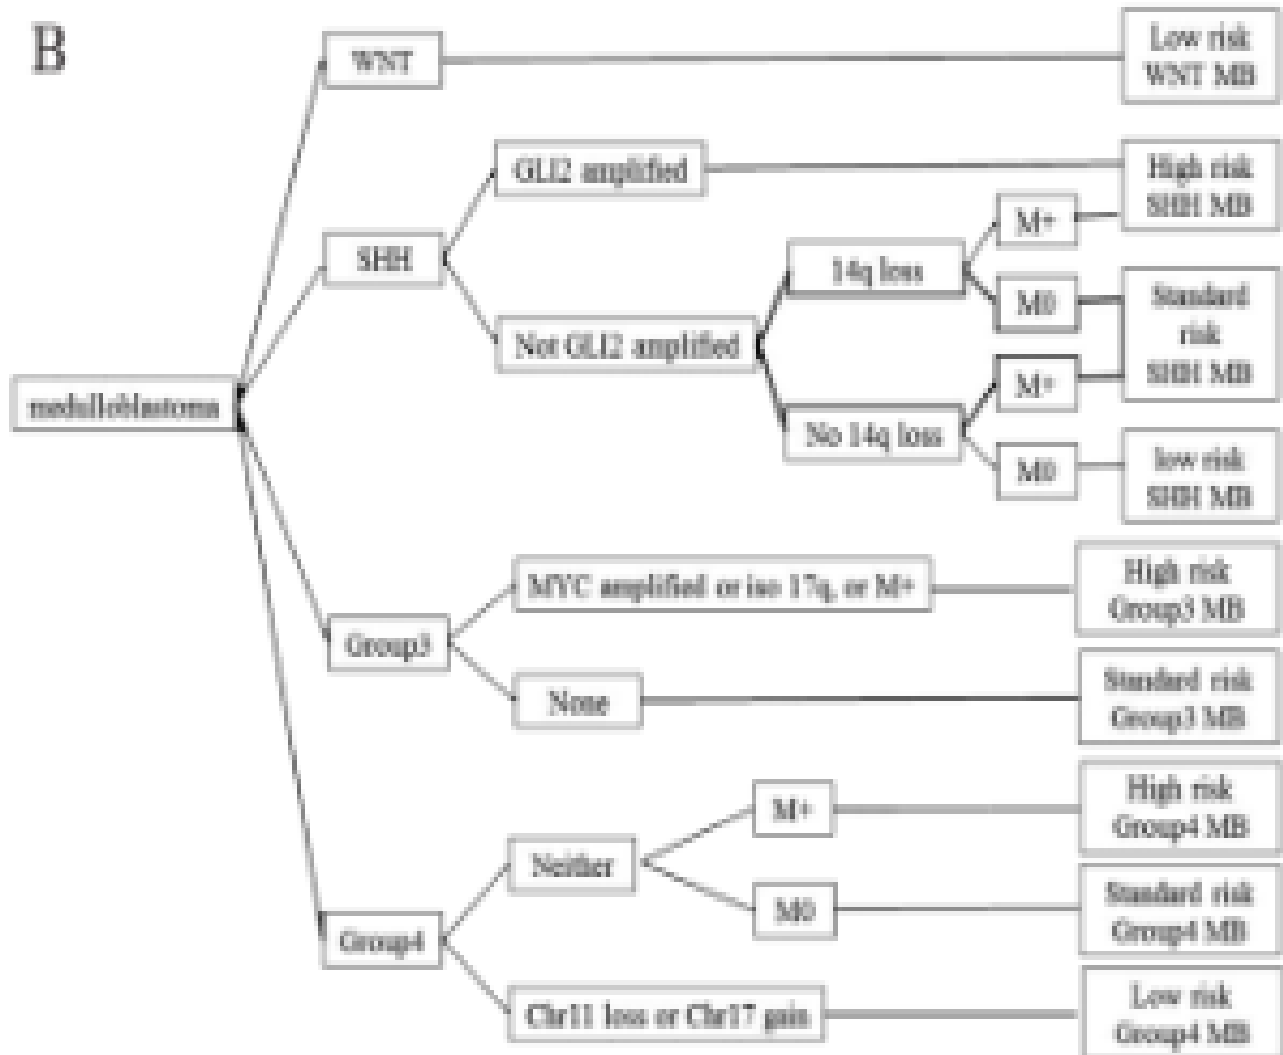 B
WNT
Low risk
WNT MB
GLI2 amplified
High risk
SHH MB
M+
SHH
14q loss
M0
Standard
risk
SHH MB
Not GLI2 amplified
M+
medulloblastoma
No 14q loss
M0
low risk
SHH MB
MYC amplified or iso 17q, or M+
High risk
Group3 MB
Group3
None
Standard risk
Group3 MB
M+
High risk
Group4 MB
Neither
M0
Standard risk
Group4 MB
Group4
Chr11 loss or Chr17 gain
Low risk
Group4 MB